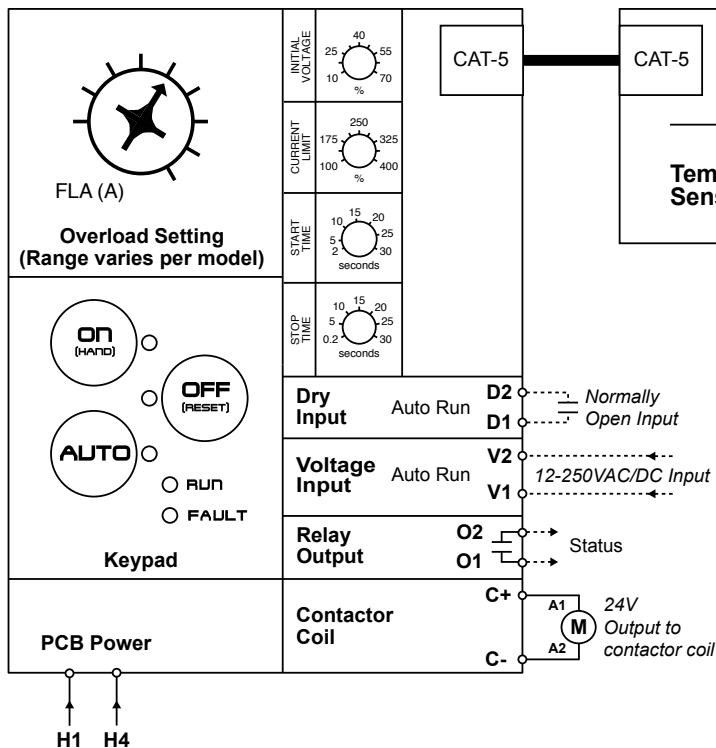 FLA (A)
Overload Setting
(Range varies per model)
INITIAL
VOLTAGE
10
25
40
55
70
%
CURRENT
LIMIT
100
175
250
325
400
%
START
TIME
2
5
10
15
20
25
30
seconds
STOP
TIME
0.2
5
10
15
20
25
30
seconds
CAT-5
CAT-5
ON
(HAND)
OFF
(RESET)
AUTO
RUN
FAULT
Keypad
Dry
Input
Auto Run
D2
D1
Normally
Open Input
Voltage
Input
Auto Run
V2
V1
12-250VAC/DC Input
Relay
Output
O2
O1
Status
Contactor
Coil
C+
C-
A1
M
A2
24V
Output to
contactor coil
PCB Power
H1 H4